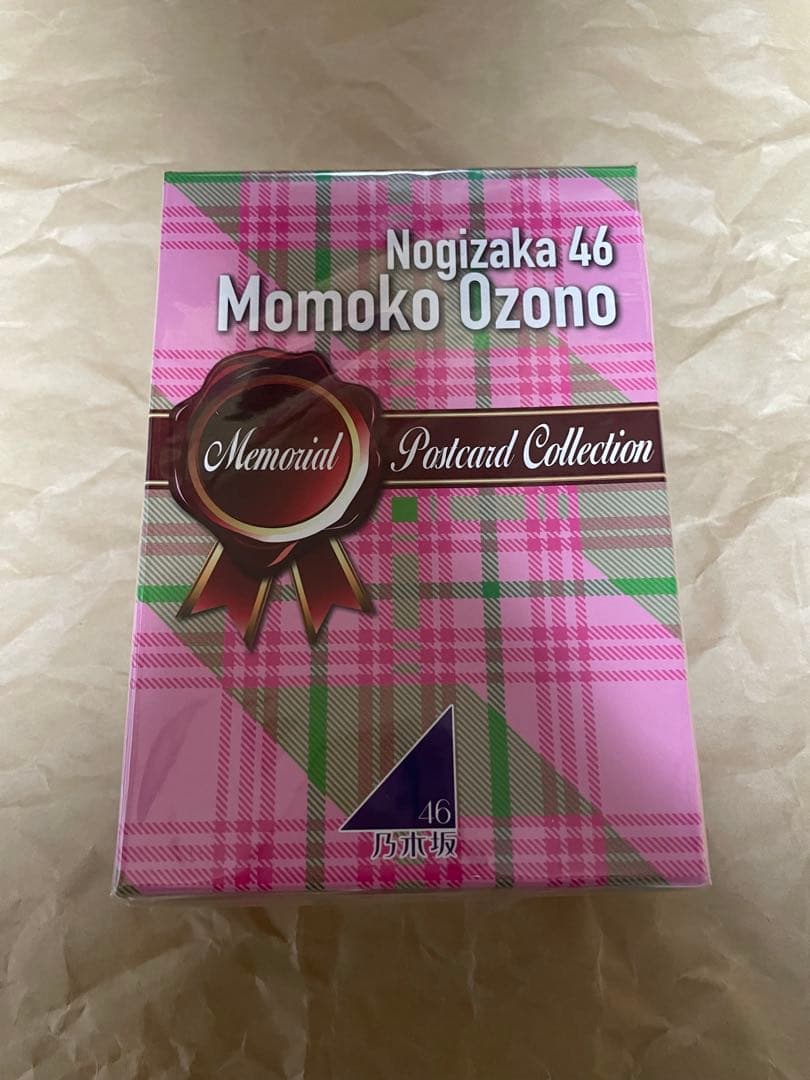 Nogizaka 46
Momoko Ozono
Memorial Postcard Collection
46
乃木坂